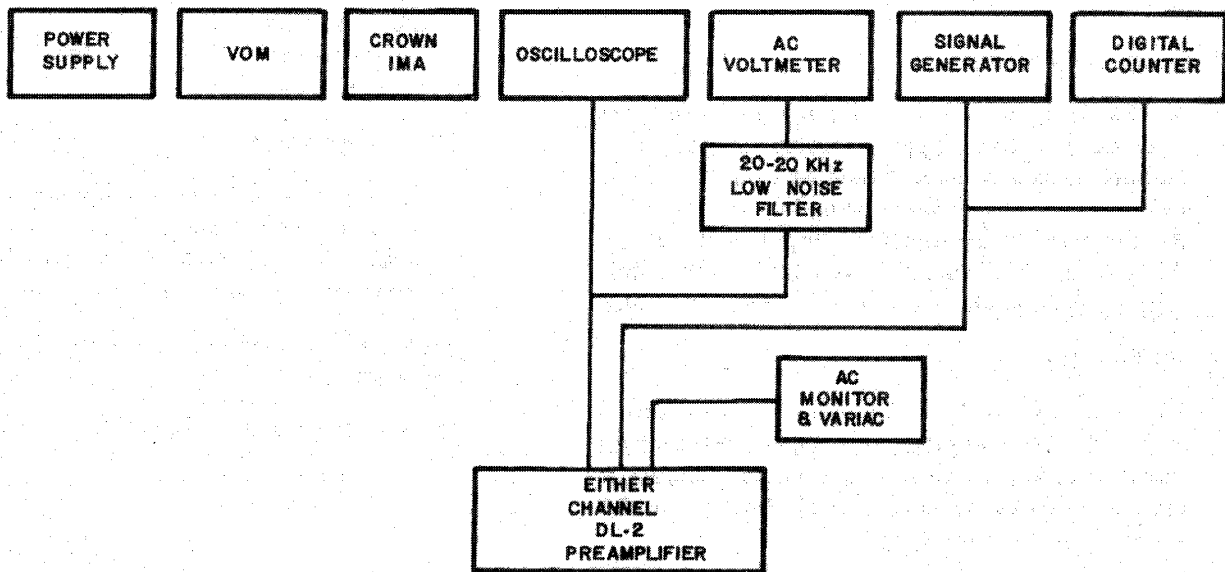 POWER
SUPPLY
VOM
CROWN
IMA
OSCILLOSCOPE
AC
VOLTMETER
SIGNAL
GENERATOR
DIGITAL
COUNTER
20-20 KHz
LOW NOISE
FILTER
AC
MONITOR
& VARIAC
EITHER
CHANNEL
DL-2
PREAMPLIFIER